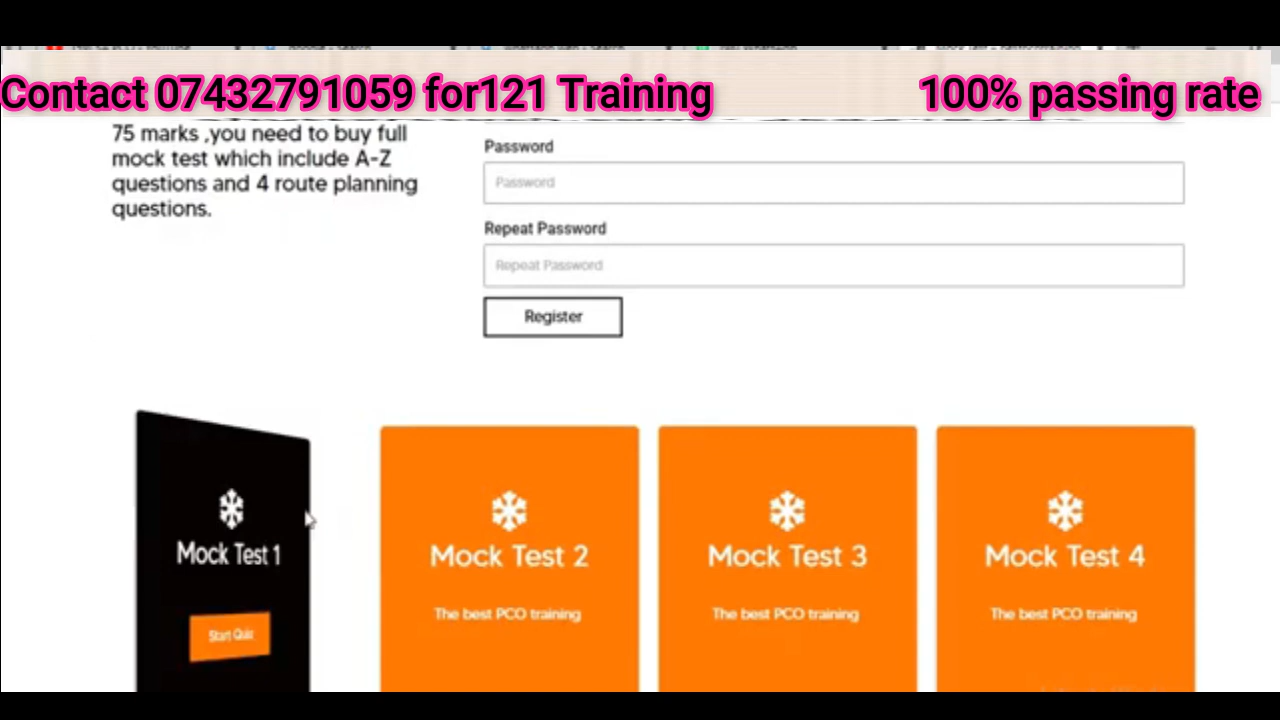 Contact 07432791059 for121 Training
100% passing rate
75 marks ,you need to buy full
mock test which include A-Z
questions and 4 route planning
questions.
Password
Password
Repeat Password
Repeat Password
Register
Mock Test 1
Start Quiz
Mock Test 2
The best PCO training
Mock Test 3
The best PCO training
Mock Test 4
The best PCO training